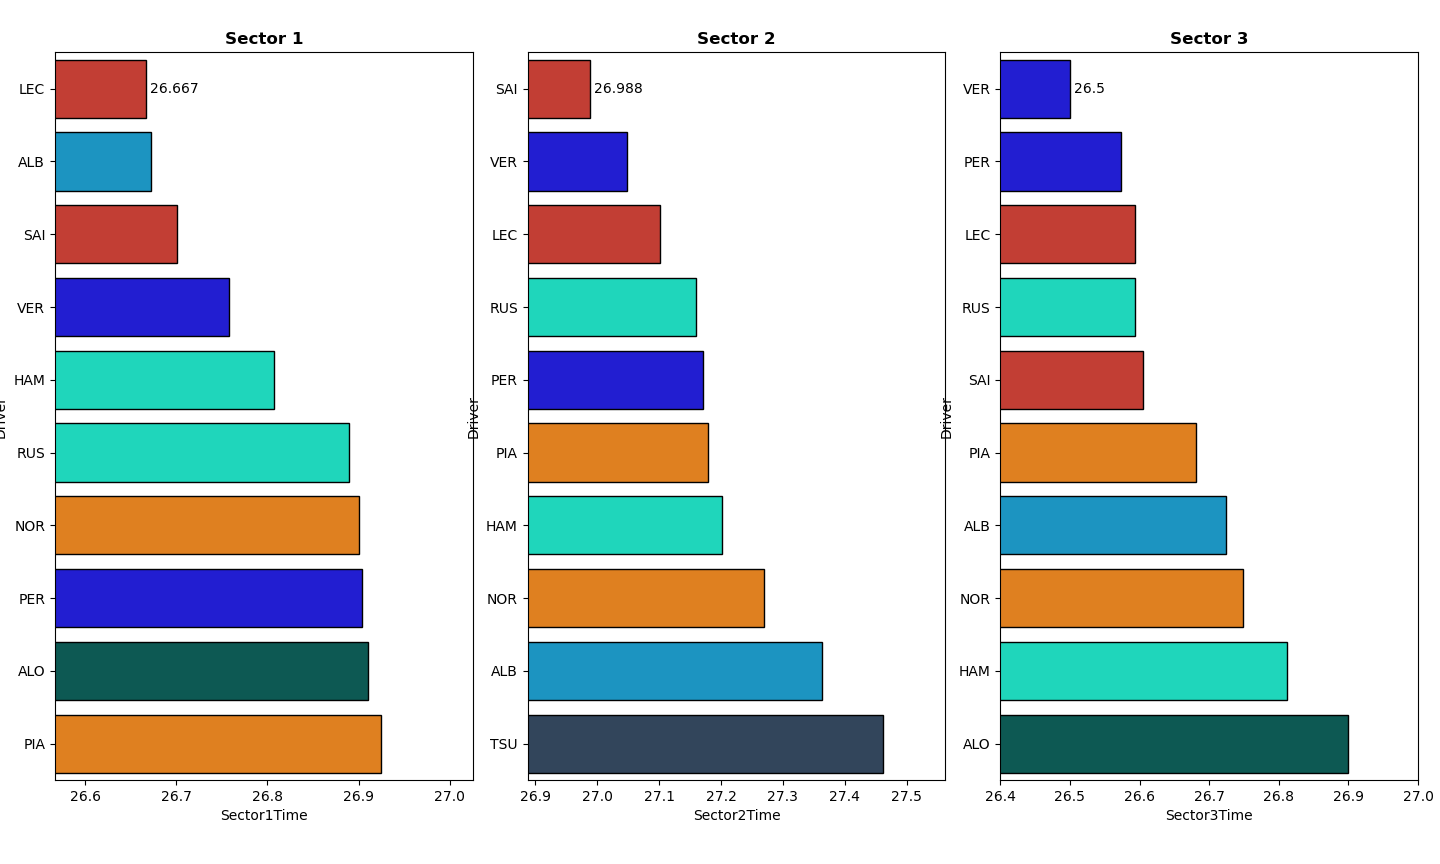 Sector 1
LEC
26.667
ALB
SAI
VER
HAM
RUS
NOR
PER
ALO
PIA
Driver
26.6 26.7 26.8 26.9 27.0
Sector1Time
Sector 2
SAI
26.988
VER
LEC
RUS
PER
PIA
HAM
NOR
ALB
TSU
Driver
26.9 27.0 27.1 27.2 27.3 27.4 27.5
Sector2Time
Sector 3
VER
26.5
PER
LEC
RUS
SAI
PIA
ALB
NOR
HAM
ALO
Driver
26.4 26.5 26.6 26.7 26.8 26.9 27.0
Sector3Time